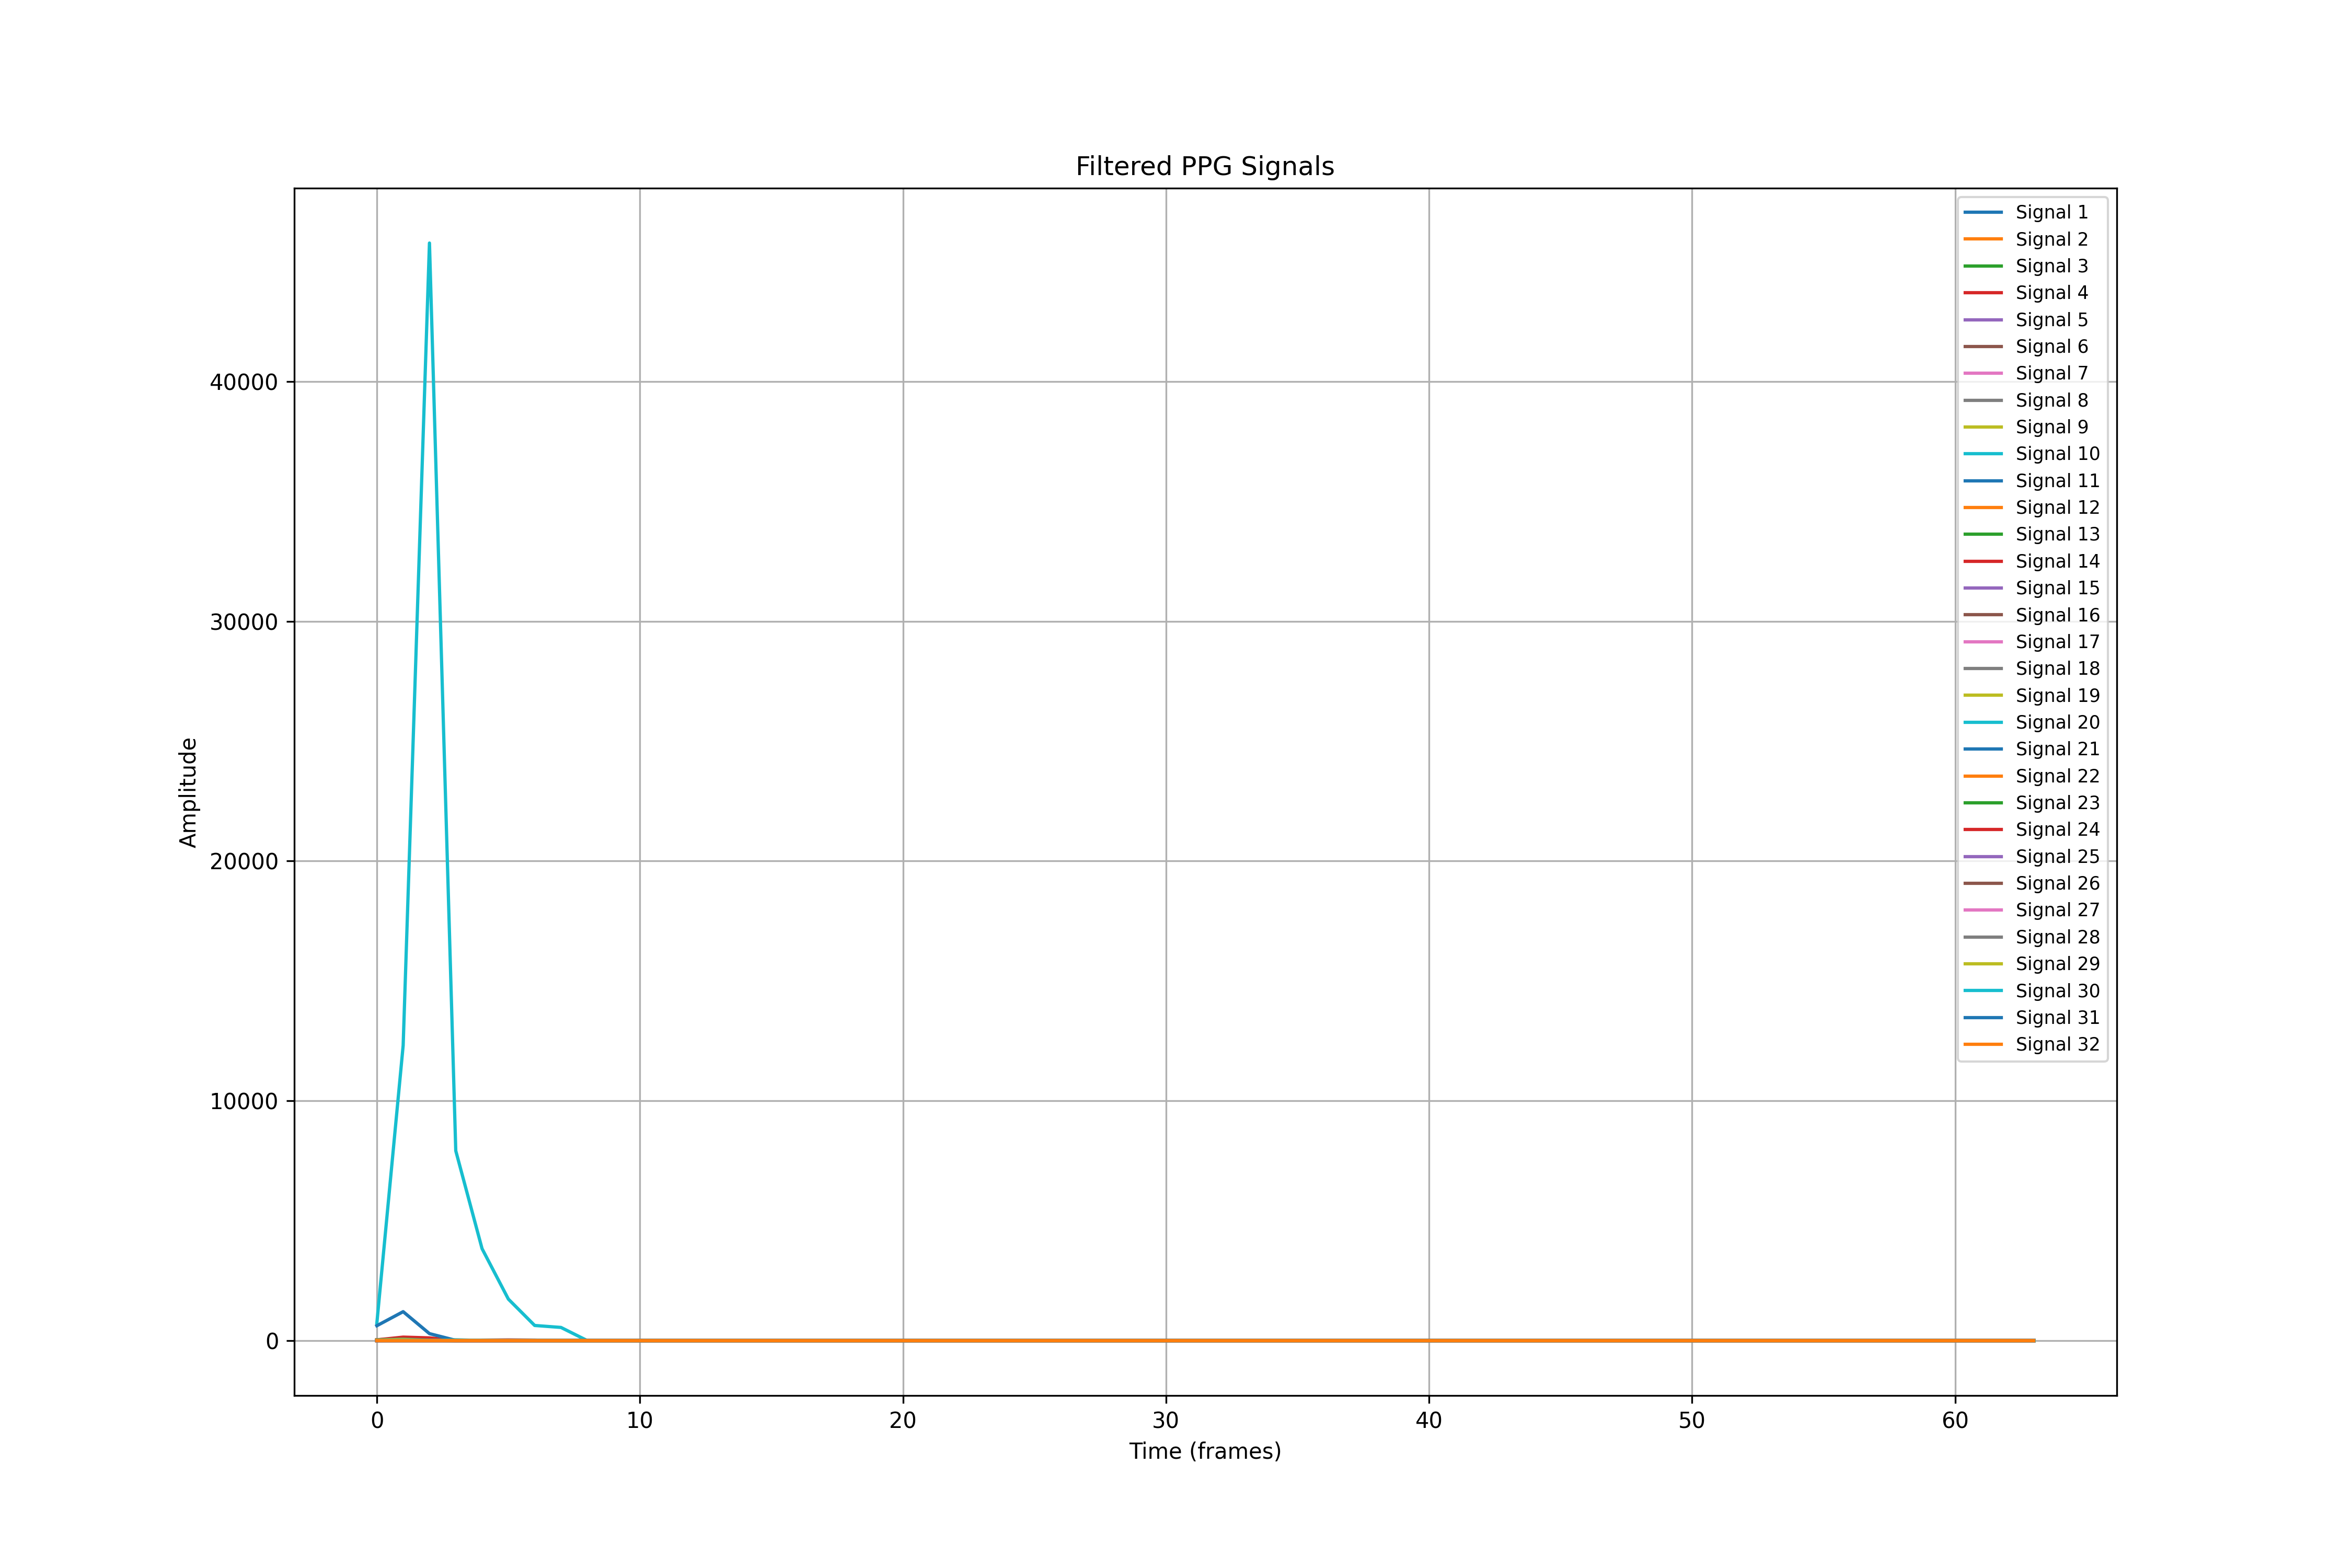 Filtered PPG Signals
Amplitude
40000
30000
20000
10000
0
0 10 20 30 40 50 60
Time (frames)
Signal 1
Signal 2
Signal 3
Signal 4
Signal 5
Signal 6
Signal 7
Signal 8
Signal 9
Signal 10
Signal 11
Signal 12
Signal 13
Signal 14
Signal 15
Signal 16
Signal 17
Signal 18
Signal 19
Signal 20
Signal 21
Signal 22
Signal 23
Signal 24
Signal 25
Signal 26
Signal 27
Signal 28
Signal 29
Signal 30
Signal 31
Signal 32